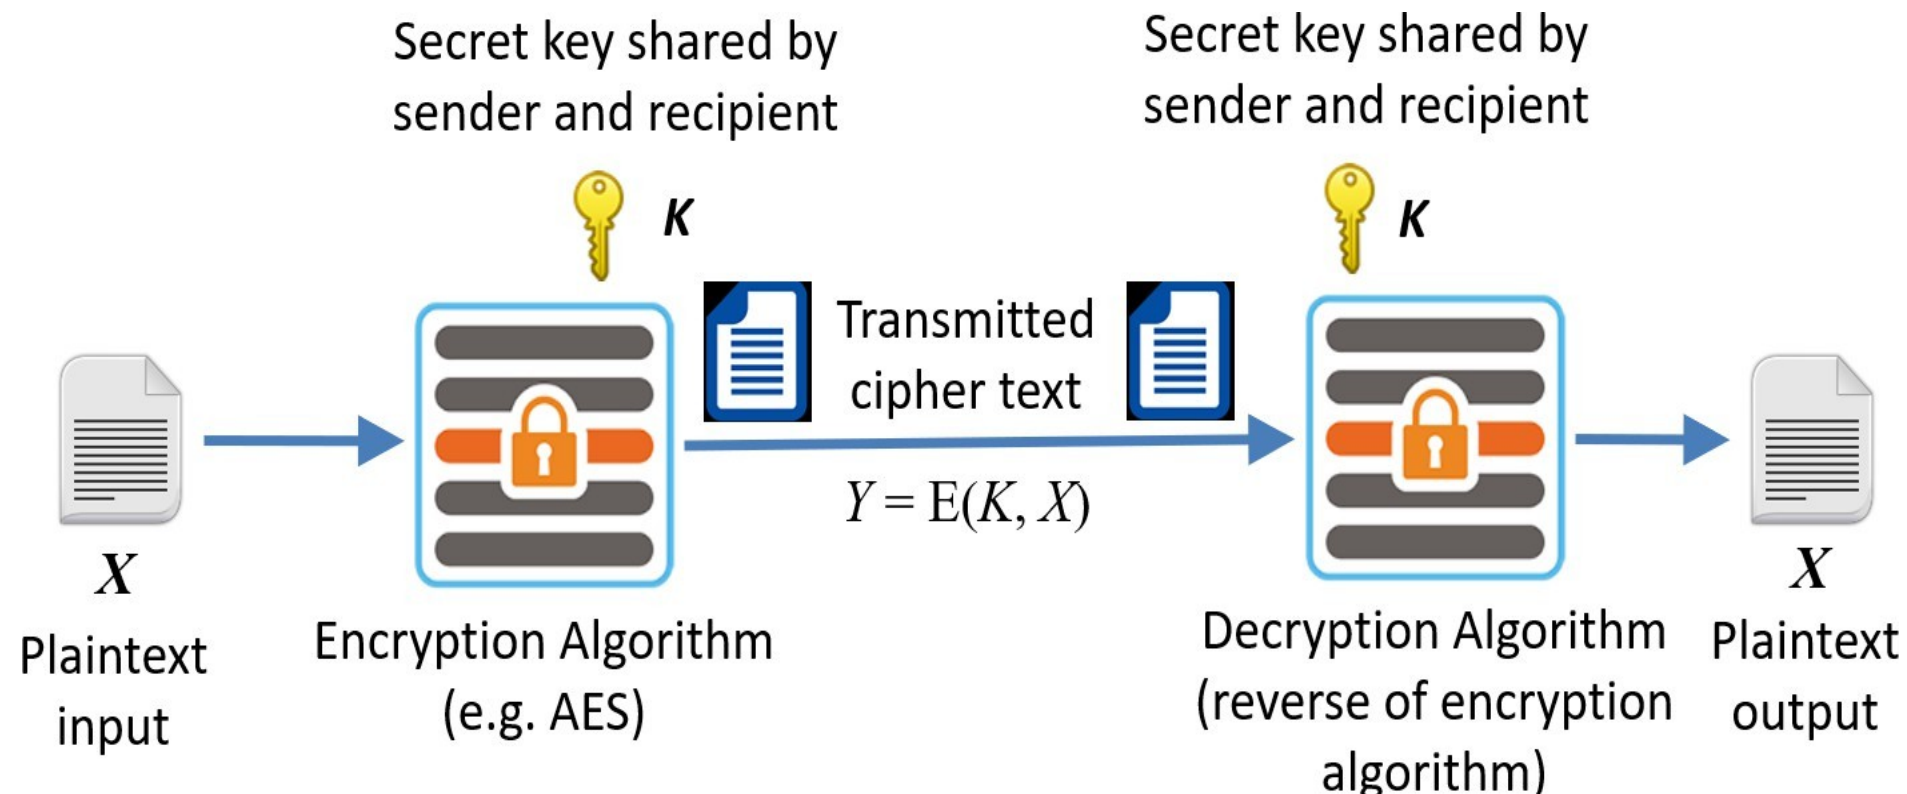 Secret key shared by
sender and recipient
K
Secret key shared by
sender and recipient
K
Transmitted
cipher text
Y = E(K, X)
X
Plaintext
input
Encryption Algorithm
(e.g. AES)
Decryption Algorithm
(reverse of encryption
algorithm)
X
Plaintext
output